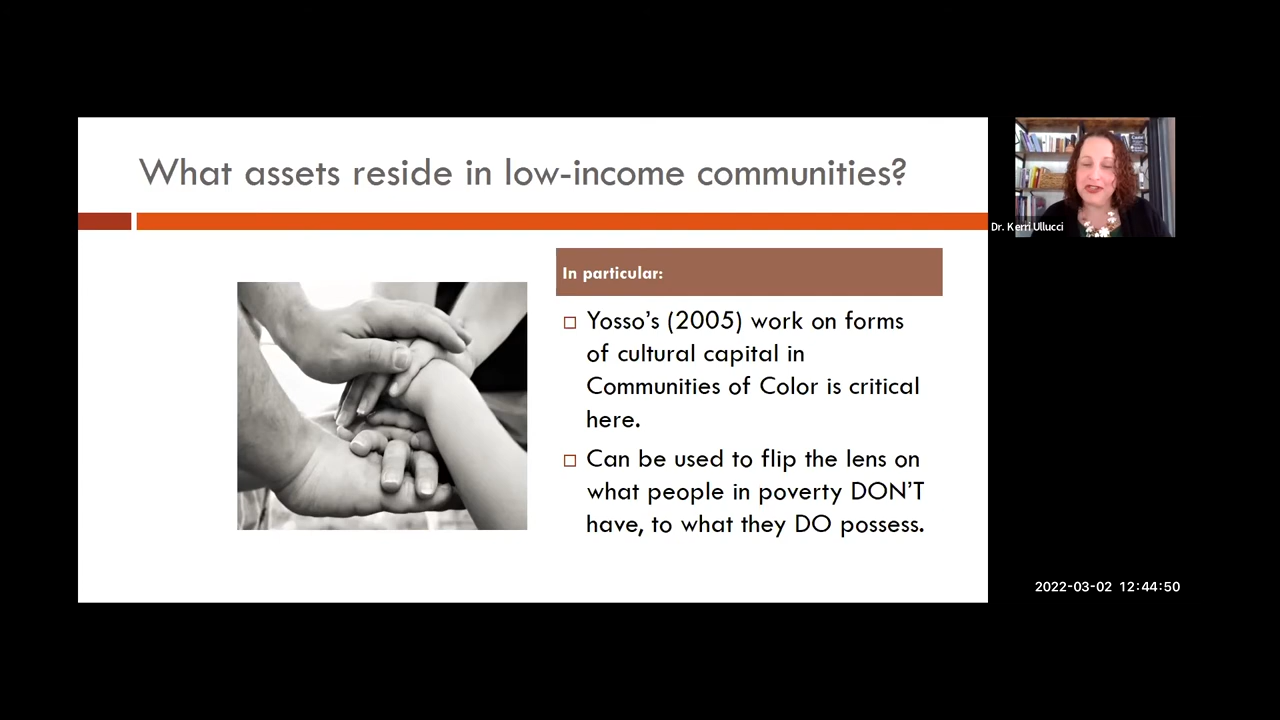 What assets reside in low-income communities?
In particular:
Yosso's (2005) work on forms
of cultural capital in
Communities of Color is critical
here.
Can be used to flip the lens on
what people in poverty DON'T
have, to what they DO possess.
Dr. Kerri Ullucci
2022-03-02 12:44:50